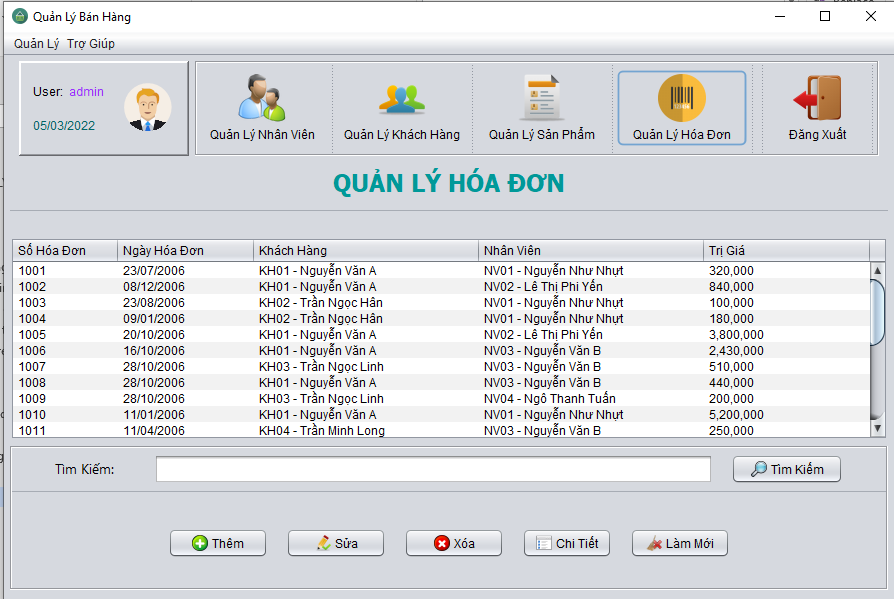 Quản Lý Bán Hàng
Quản Lý Trợ Giúp
User: admin
05/03/2022
Quản Lý Nhân Viên
Quản Lý Khách Hàng
Quản Lý Sản Phẩm
Quản Lý Hóa Đơn
Đăng Xuất
QUẢN LÝ HÓA ĐƠN
Số Hóa Đơn Ngày Hóa Đơn Khách Hàng Nhân Viên Trị Giá
1001 23/07/2006 KH01 - Nguyễn Văn A NV01 - Nguyễn Như Nhựt 320,000
1002 08/12/2006 KH01 - Nguyễn Văn A NV02 - Lê Thị Phi Yến 840,000
1003 23/08/2006 KH02 - Trần Ngọc Hân NV01 - Nguyễn Như Nhựt 100,000
1004 09/01/2006 KH02 - Trần Ngọc Hân NV01 - Nguyễn Như Nhựt 180,000
1005 20/10/2006 KH01 - Nguyễn Văn A NV02 - Lê Thị Phi Yến 3,800,000
1006 16/10/2006 KH01 - Nguyễn Văn A NV03 - Nguyễn Văn B 2,430,000
1007 28/10/2006 KH03 - Trần Ngọc Linh NV03 - Nguyễn Văn B 510,000
1008 28/10/2006 KH01 - Nguyễn Văn A NV03 - Nguyễn Văn B 440,000
1009 28/10/2006 KH03 - Trần Ngọc Linh NV04 - Ngô Thanh Tuấn 200,000
1010 11/01/2006 KH01 - Nguyễn Văn A NV01 - Nguyễn Như Nhựt 5,200,000
1011 11/04/2006 KH04 - Trần Minh Long NV03 - Nguyễn Văn B 250,000
Tìm Kiếm: Tìm Kiếm
Thêm Sửa Xóa Chi Tiết Làm Mới